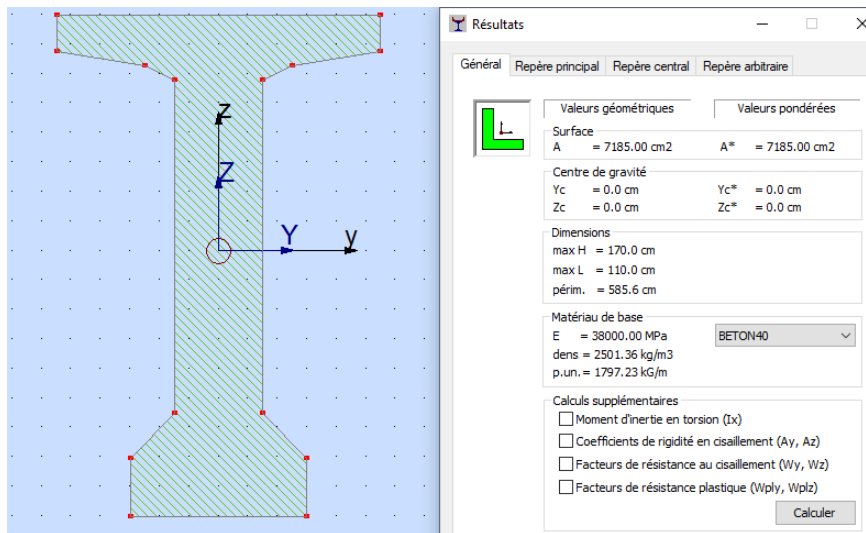 z
Z
Y
y
Résultats
Général Repère principal Repère central Repère arbitraire
Valeurs géométriques Valeurs pondérées
Surface
A = 7185.00 cm2 A* = 7185.00 cm2
Centre de gravité
Yc = 0.0 cm Yc* = 0.0 cm
Zc = 0.0 cm Zc* = 0.0 cm
Dimensions
max H = 170.0 cm
max L = 110.0 cm
périm. = 585.6 cm
Matériau de base
E = 38000.00 MPa BETON40
dens = 2501.36 kg/m3
p.un. = 1797.23 kG/m
Calculs supplémentaires
Moment d'inertie en torsion (Ix)
Coefficients de rigidité en cisaillement (Ay, Az)
Facteurs de résistance au cisaillement (Wy, Wz)
Facteurs de résistance plastique (Wply, Wplz)
Calculer